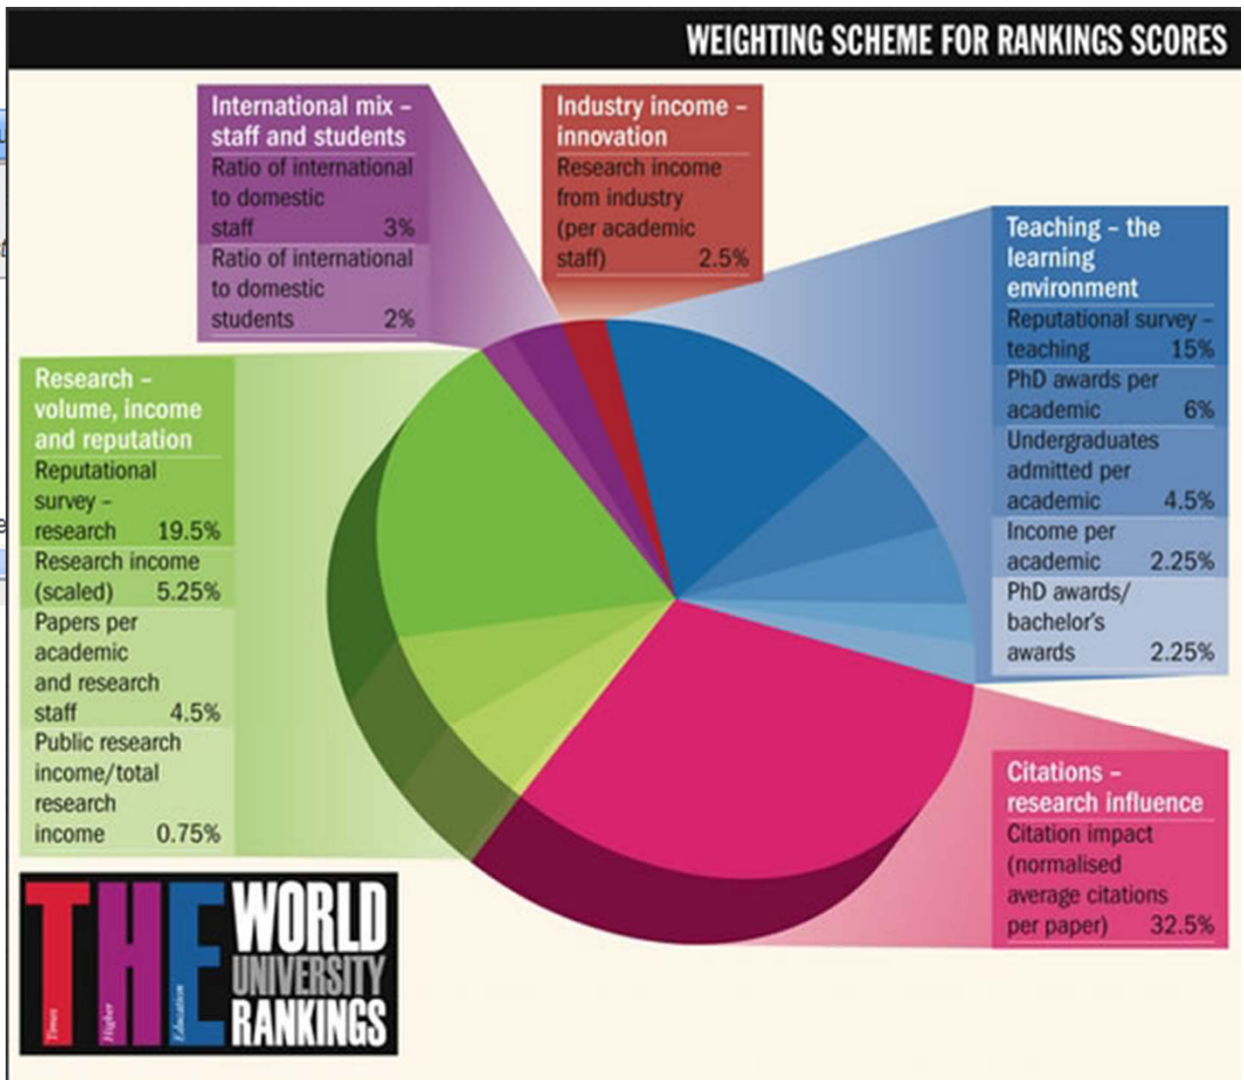 WEIGHTING SCHEME FOR RANKINGS SCORES
International mix –
staff and students
Ratio of international
to domestic
staff 3%
Ratio of international
to domestic
students 2%
Industry income –
innovation
Research income
from industry
(per academic
staff) 2.5%
Teaching – the
learning
environment
Reputational survey –
teaching 15%
PhD awards per
academic 6%
Undergraduates
admitted per
academic 4.5%
Income per
academic 2.25%
PhD awards/
bachelor's
awards 2.25%
Research –
volume, income
and reputation
Reputational
survey –
research 19.5%
Research income
(scaled) 5.25%
Papers per
academic
and research
staff 4.5%
Public research
income/total
research
income 0.75%
Citations –
research influence
Citation impact
(normalised
average citations
per paper) 32.5%
THE
Times Higher Education
WORLD
UNIVERSITY
RANKINGS